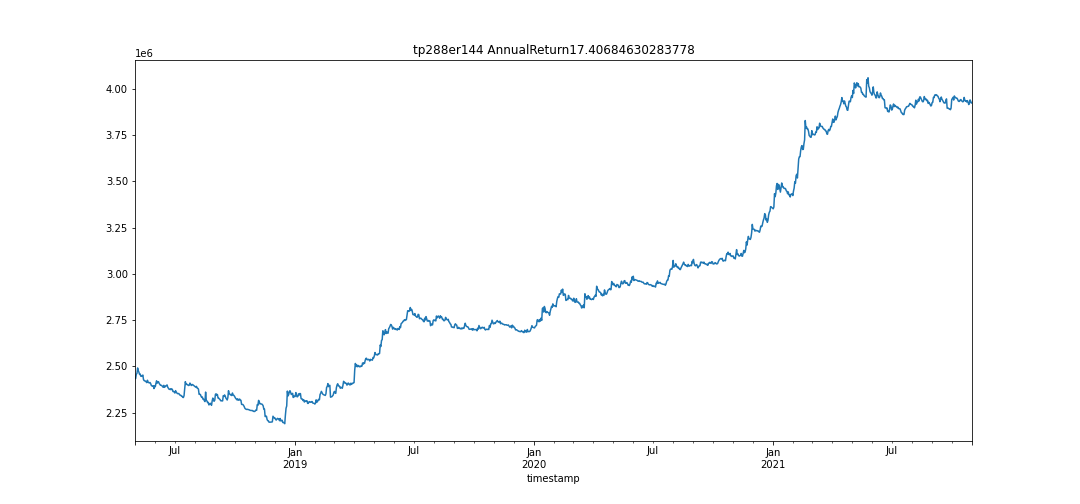 tp288er144 AnnualReturn17.40684630283778
1e6
4.00
3.75
3.50
3.25
3.00
2.75
2.50
2.25
Jul
Jan
2019
Jul
Jan
2020
Jul
Jan
2021
Jul
timestamp